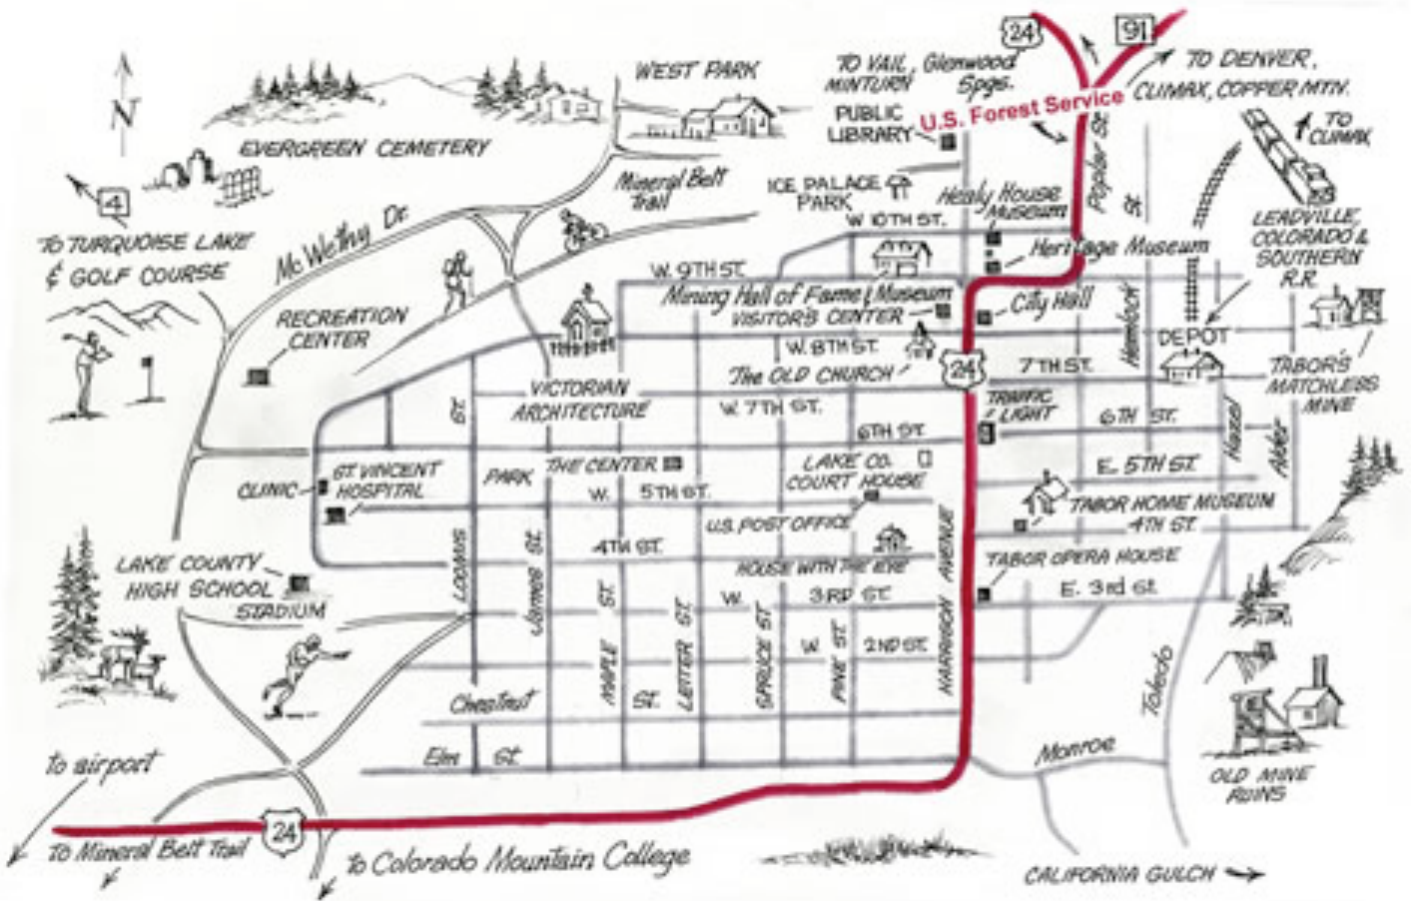 24
91
TO VAIL, Glenwood
MINTURN Spgs.
TO DENVER,
CLIMAX, COPPER MTN.
U.S. Forest Service
PUBLIC
LIBRARY
WEST PARK
N
EVERGREEN CEMETERY
4
TO TURQUOISE LAKE
& GOLF COURSE
Mc Wethy Dr.
Mineral Belt
Trail
ICE PALACE
PARK
Healy House
Museum
Poplar St.
St.
TO
CLIMAX
LEADVILLE,
COLORADO &
SOUTHERN
R.R.
W 10TH ST.
Heritage Museum
W. 9TH ST.
Mining Hall of Fame & Museum
VISITOR'S CENTER
City Hall
Hemlock
DEPOT
RECREATION
CENTER
W. 8TH ST.
The OLD CHURCH
24
7TH ST.
TABOR'S
MATCHLESS
MINE
VICTORIAN
ARCHITECTURE
W. 7TH ST.
TRAFFIC
LIGHT
6TH ST.
6TH ST.
Hazel
Alder
ST.
ST. VINCENT
HOSPITAL
CLINIC
PARK
THE CENTER
LAKE CO.
COURT HOUSE
E. 5TH ST.
W. 5TH ST.
U.S. POST OFFICE
TABOR HOME MUSEUM
4TH ST.
4TH ST.
HOUSE WITH THE EYE
TABOR OPERA HOUSE
LAKE COUNTY
HIGH SCHOOL
STADIUM
LOOMIS
James St.
MAPLE ST.
LEITER ST.
SPRUCE ST
PINE ST.
HARRISON AVENUE
W. 3RD ST.
E. 3rd St.
W. 2ND ST.
Chestnut St.
Elm St.
Toledo
Monroe
OLD MINE
RUINS
to airport
24
To Mineral Belt Trail
to Colorado Mountain College
CALIFORNIA GULCH